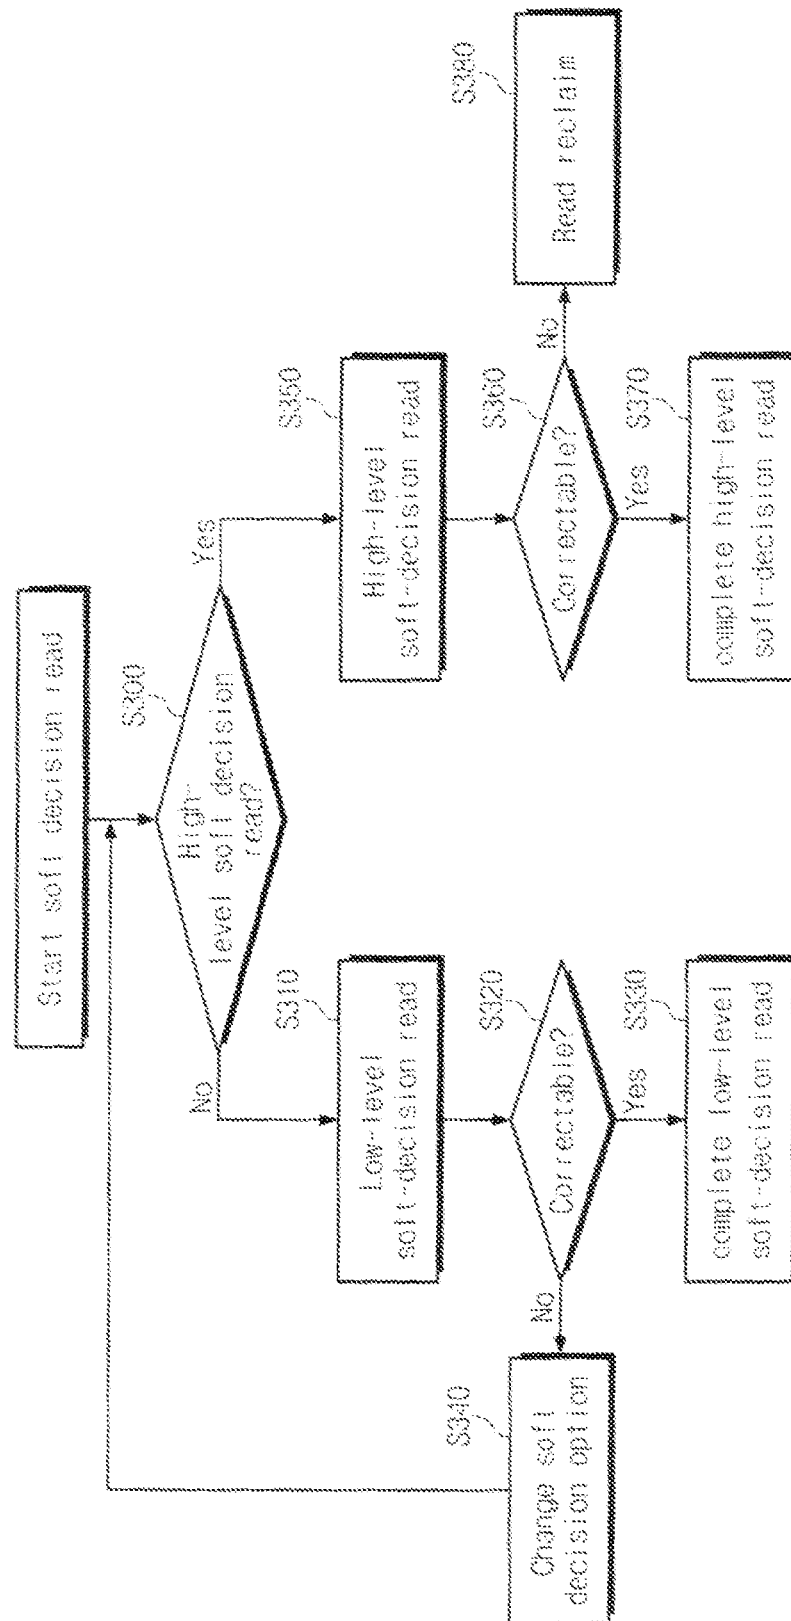 Start soft decision read
S300
High-
level soft decision
read?
No
Yes
S310
Low-level
soft-decision read
S350
High-level
soft-decision read
S320
Correctable?
S360
Correctable?
No
Yes
No
Yes
S340
Change soft
decision option
S330
complete low-level
soft-decision read
S370
complete high-level
soft-decision read
S380
Read reclaim